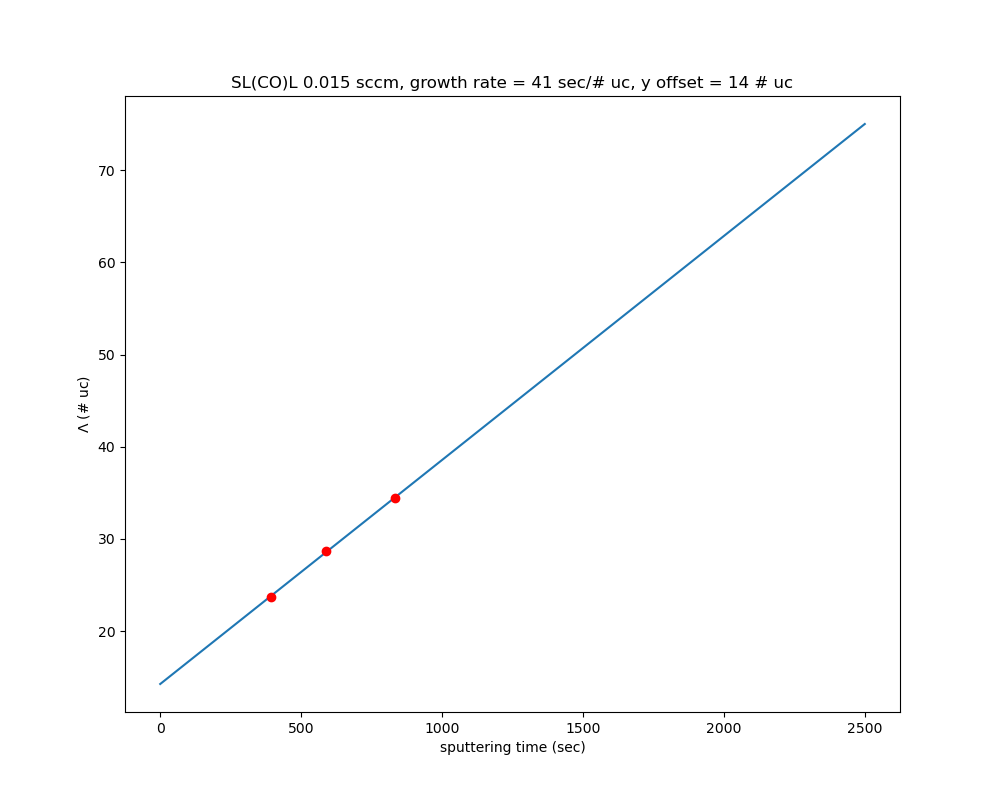 SL(CO)L 0.015 sccm, growth rate = 41 sec/# uc, y offset = 14 # uc
70
60
50
40
30
20
Λ (# uc)
0 500 1000 1500 2000 2500
sputtering time (sec)